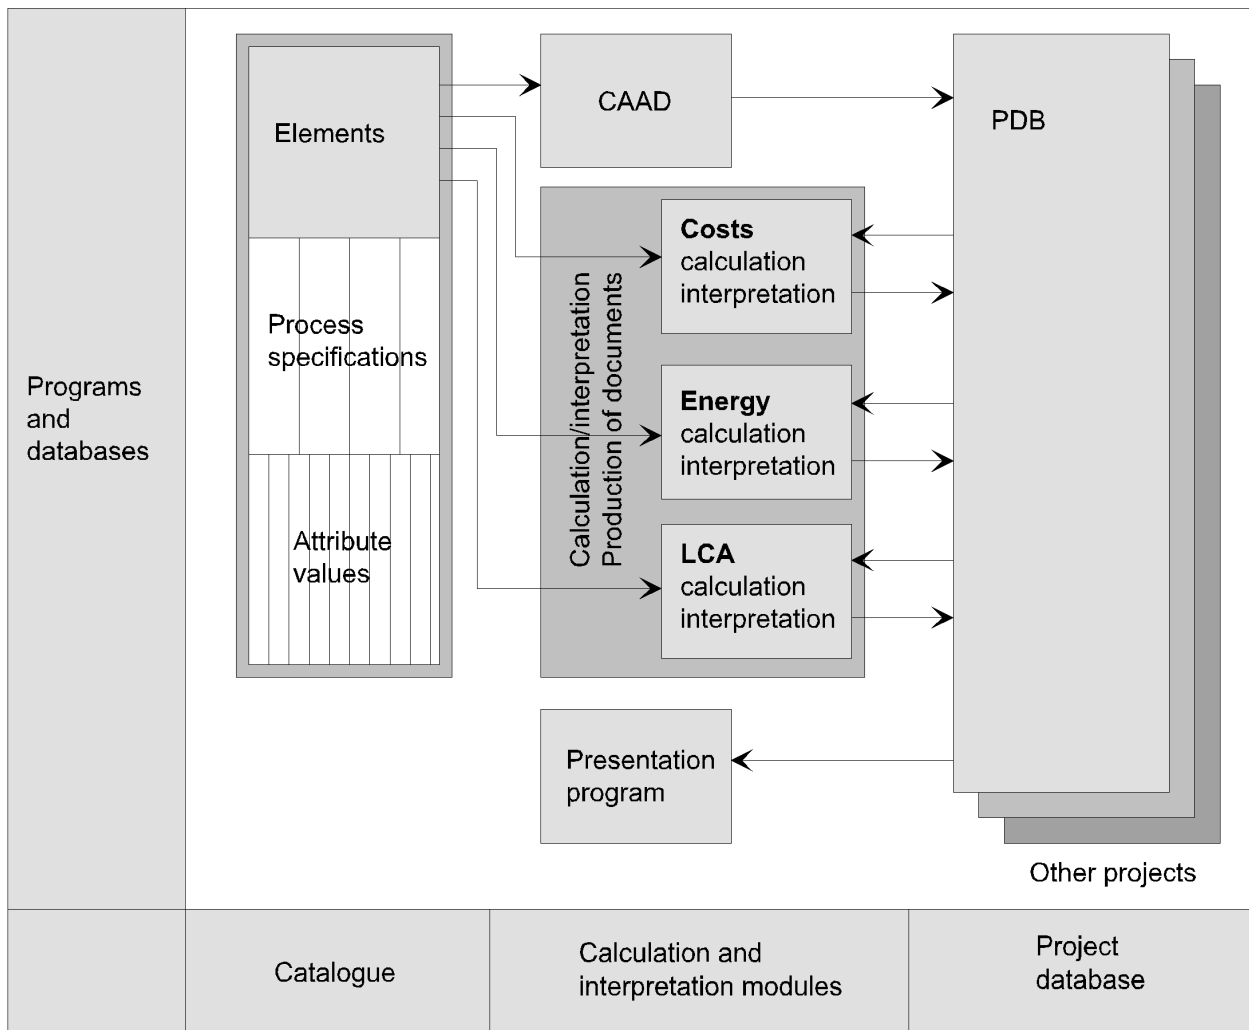 Programs
and
databases
Elements
Process
specifications
Attribute
values
CAAD
Calculation/interpretation
Production of documents
Costs
calculation
interpretation
Energy
calculation
interpretation
LCA
calculation
interpretation
Presentation
program
PDB
Other projects
Catalogue
Calculation and
interpretation modules
Project
database